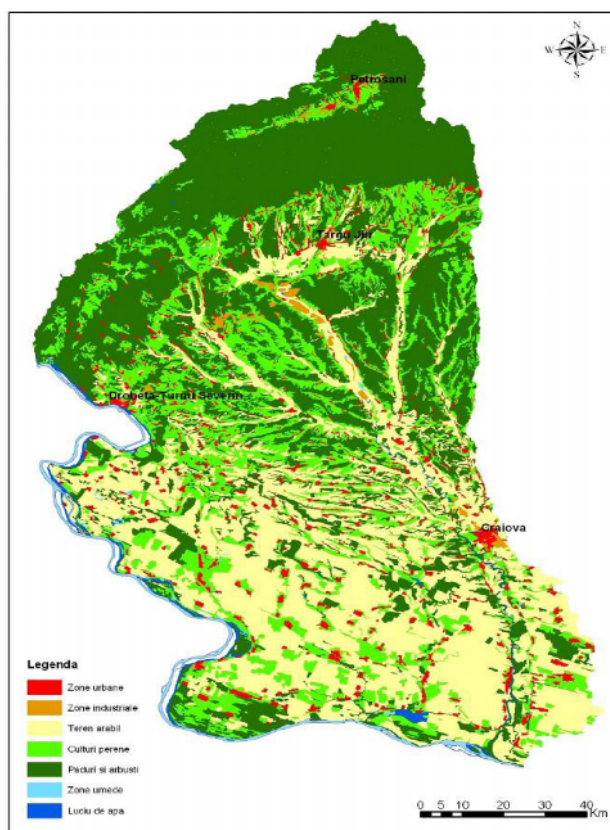 N
W E
S
Petrosani
Targu Jiu
Drobeta-Turnu Severin
Craiova
Legenda
Zone urbane
Zone industriale
Teren arabil
Culturi perene
Paduri si arbusti
Zone umede
Luciu de apa
0 5 10 20 30 40
Km